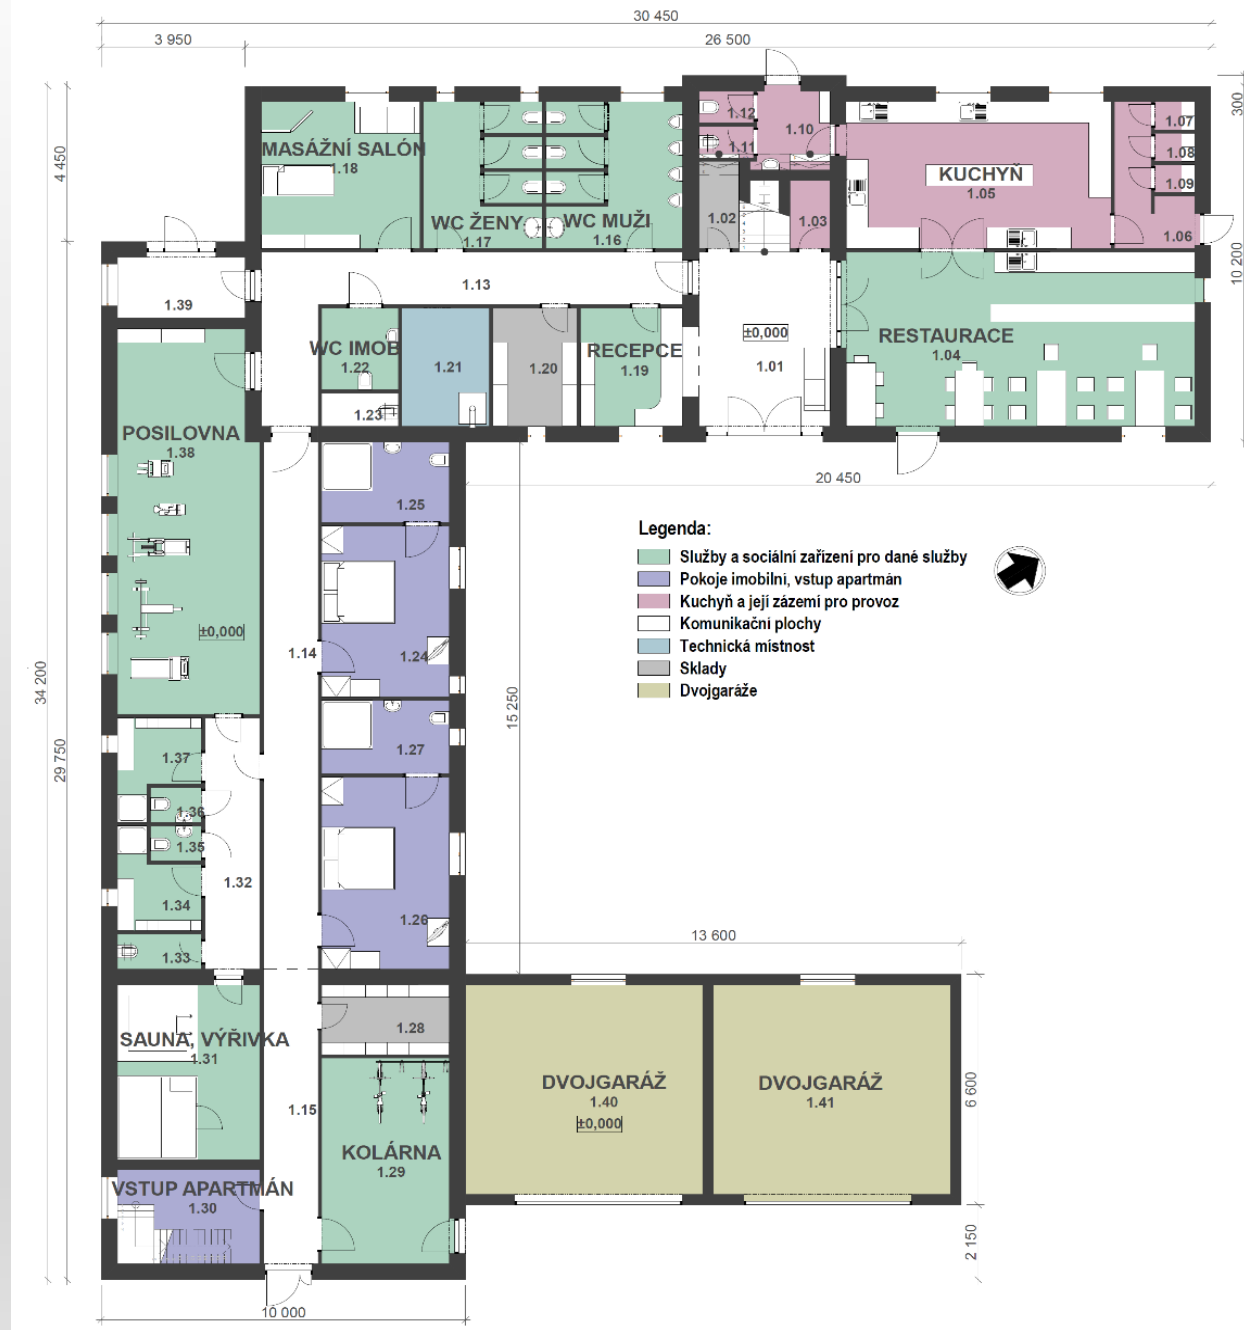 30 450
3 950
26 500
300
4 450
10 200
MASÁŽNÍ SALÓN
1.18
WC ŽENY
1.17
WC MUŽI
1.16
1.12
1.11
1.10
1.02
1.03
KUCHYŇ
1.05
1.07
1.08
1.09
1.06
1.39
1.13
WC IMOB
1.22
1.23
1.21
1.20
RECEPCE
1.19
±0,000
1.01
RESTAURACE
1.04
20 450
POSILOVNA
1.38
±0,000
1.14
1.25
1.24
1.27
1.26
15 250
34 200
29 750
Legenda:
Služby a sociální zařízení pro dané služby
Pokoje imobilní, vstup apartmán
Kuchyň a její zázemí pro provoz
Komunikační plochy
Technická místnost
Sklady
Dvojgaráže
1.37
1.36
1.35
1.34
1.33
1.32
13 600
SAUNA, VÝŘIVKA
1.31
1.28
1.15
KOLÁRNA
1.29
VSTUP APARTMÁN
1.30
DVOJGARÁŽ
1.40
±0,000
DVOJGARÁŽ
1.41
6 600
2 150
10 000